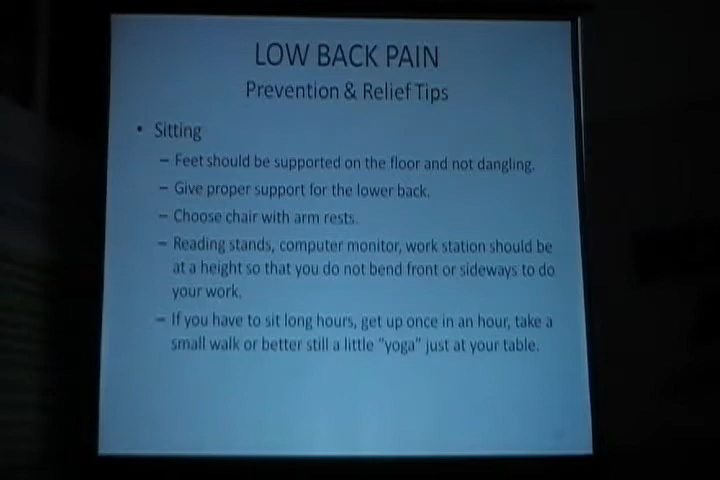 LOW BACK PAIN
Prevention & Relief Tips
• Sitting
– Feet should be supported on the floor and not dangling.
– Give proper support for the lower back.
– Choose chair with arm rests.
– Reading stands, computer monitor, work station should be
at a height so that you do not bend front or sideways to do
your work.
– If you have to sit long hours, get up once in an hour, take a
small walk or better still a little "yoga" just at your table.